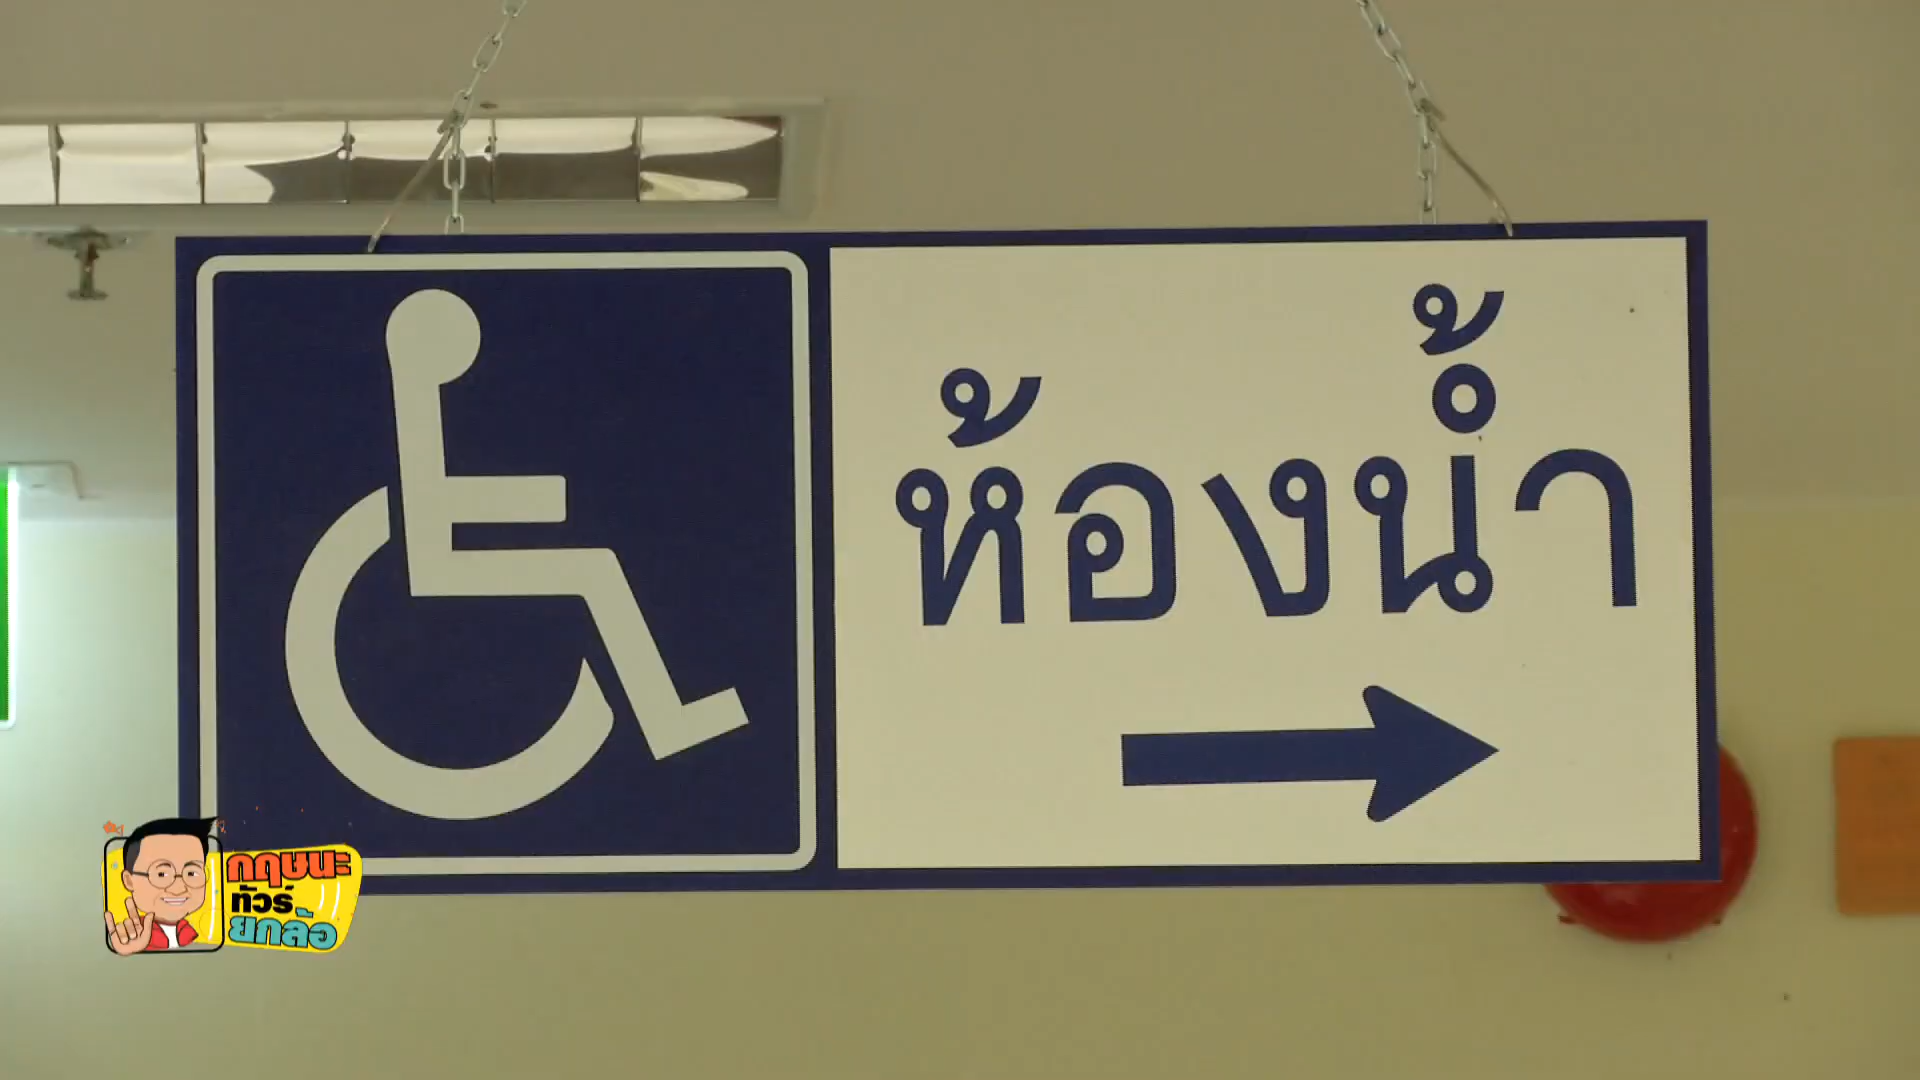 ห้องน้ำ
กฤษนะ
ทัวร์
ยกล้อ